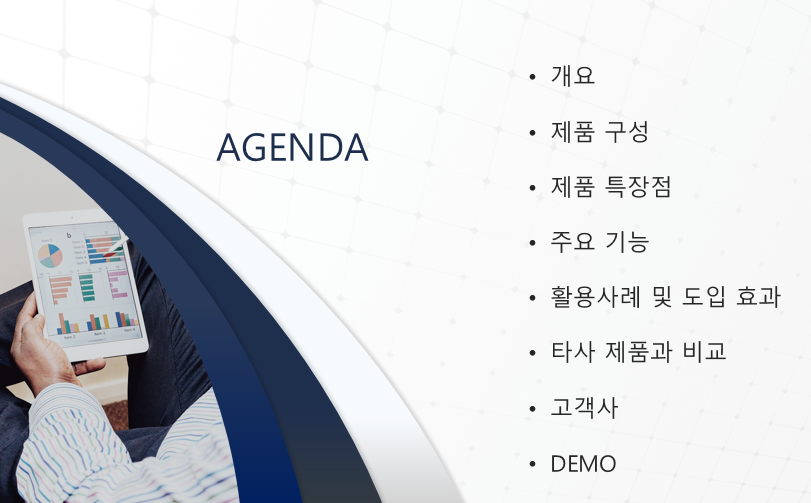 AGENDA
• 개요
• 제품 구성
• 제품 특장점
• 주요 기능
• 활용사례 및 도입 효과
• 타사 제품과 비교
• 고객사
• DEMO